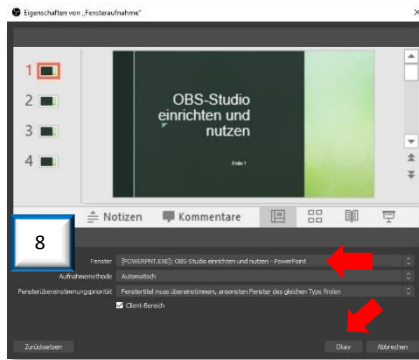 Eigenschaften von „Fensteraufnahme"
1
2
3
4
OBS-Studio
einrichten und
nutzen
Folie 1
Notizen
Kommentare
8
Fenster
[POWERPNT.EXE]: OBS-Studio einrichten und nutzen - PowerPoint
Aufnahmemethode
Automatisch
Fensterübereinstimmungspriorität
Fenstertitel muss übereinstimmen, ansonsten Fenster des gleichen Typs finden
Client-Bereich
Zurücksetzen
Okay
Abbrechen